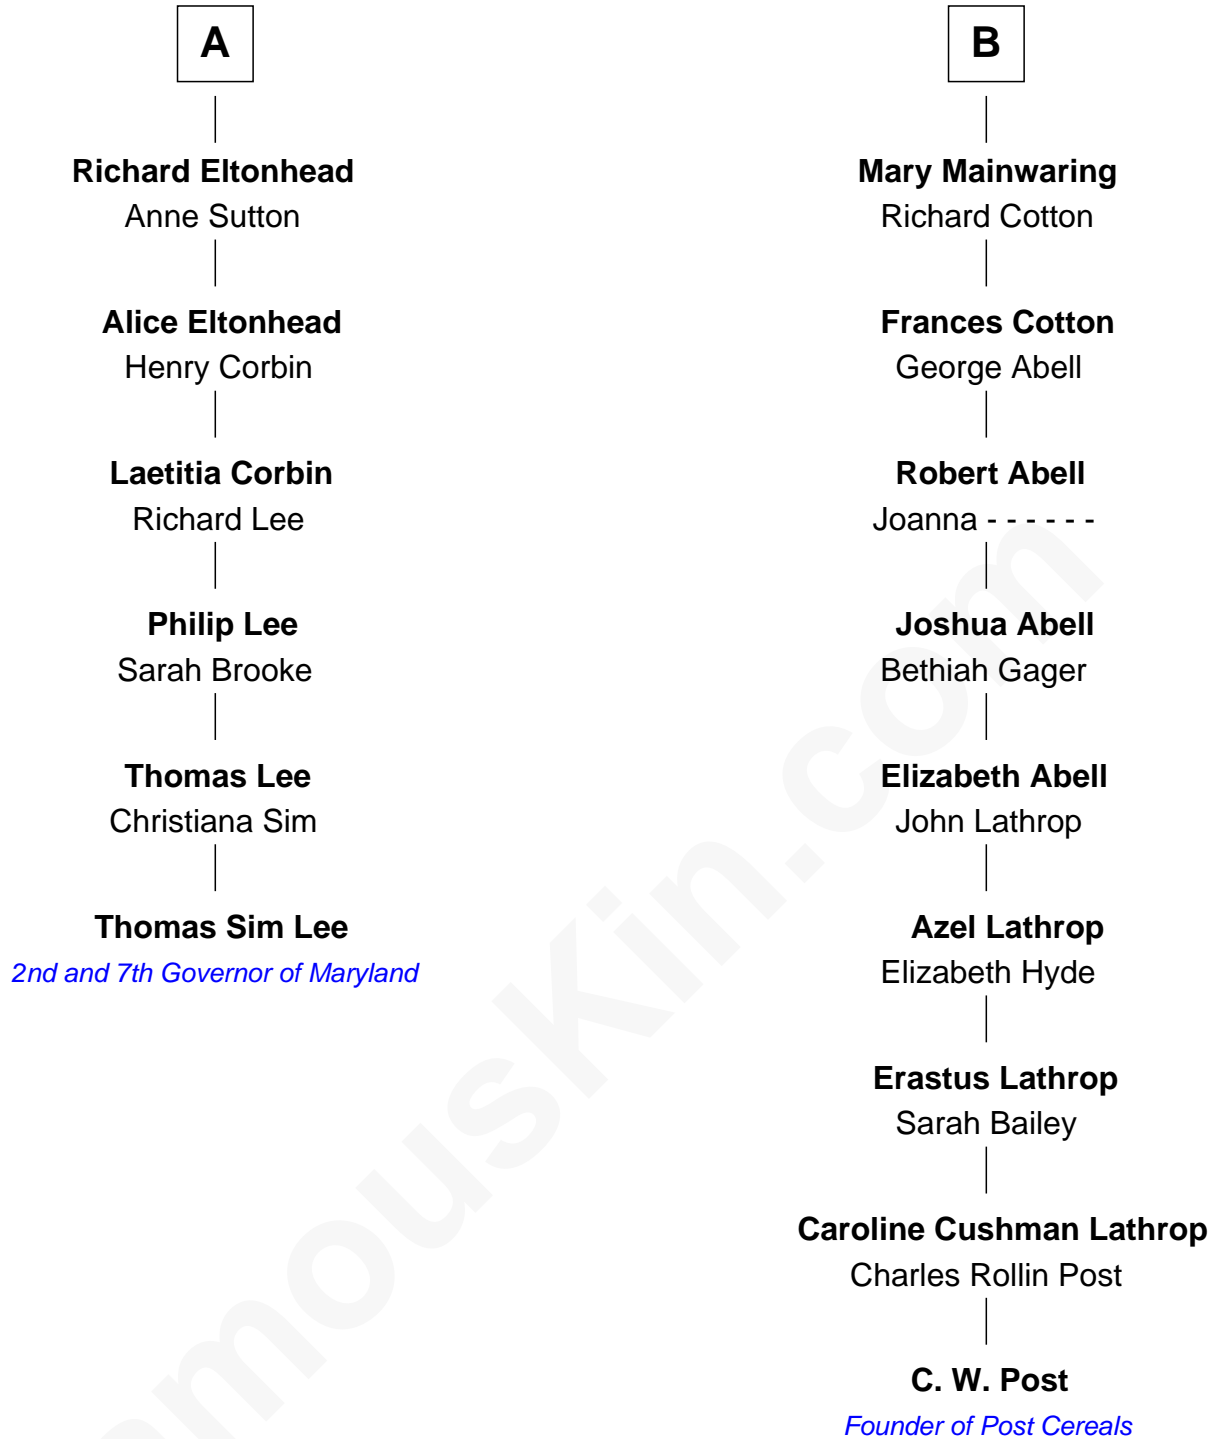 A
Richard Eltonhead
Anne Sutton
Alice Eltonhead
Henry Corbin
Laetitia Corbin
Richard Lee
Philip Lee
Sarah Brooke
Thomas Lee
Christiana Sim
Thomas Sim Lee
2nd and 7th Governor of Maryland
B
Mary Mainwaring
Richard Cotton
Frances Cotton
George Abell
Robert Abell
Joanna - - - - - -
Joshua Abell
Bethiah Gager
Elizabeth Abell
John Lathrop
Azel Lathrop
Elizabeth Hyde
Erastus Lathrop
Sarah Bailey
Caroline Cushman Lathrop
Charles Rollin Post
C. W. Post
Founder of Post Cereals
amouskin.com